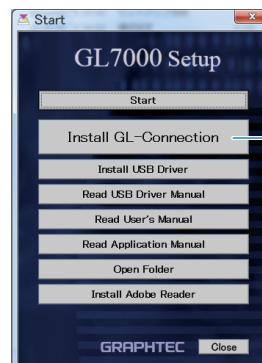 Start
GL7000 Setup
Start
Install GL-Connection
Install USB Driver
Read USB Driver Manual
Read User's Manual
Read Application Manual
Open Folder
Install Adobe Reader
GRAPHTEC Close